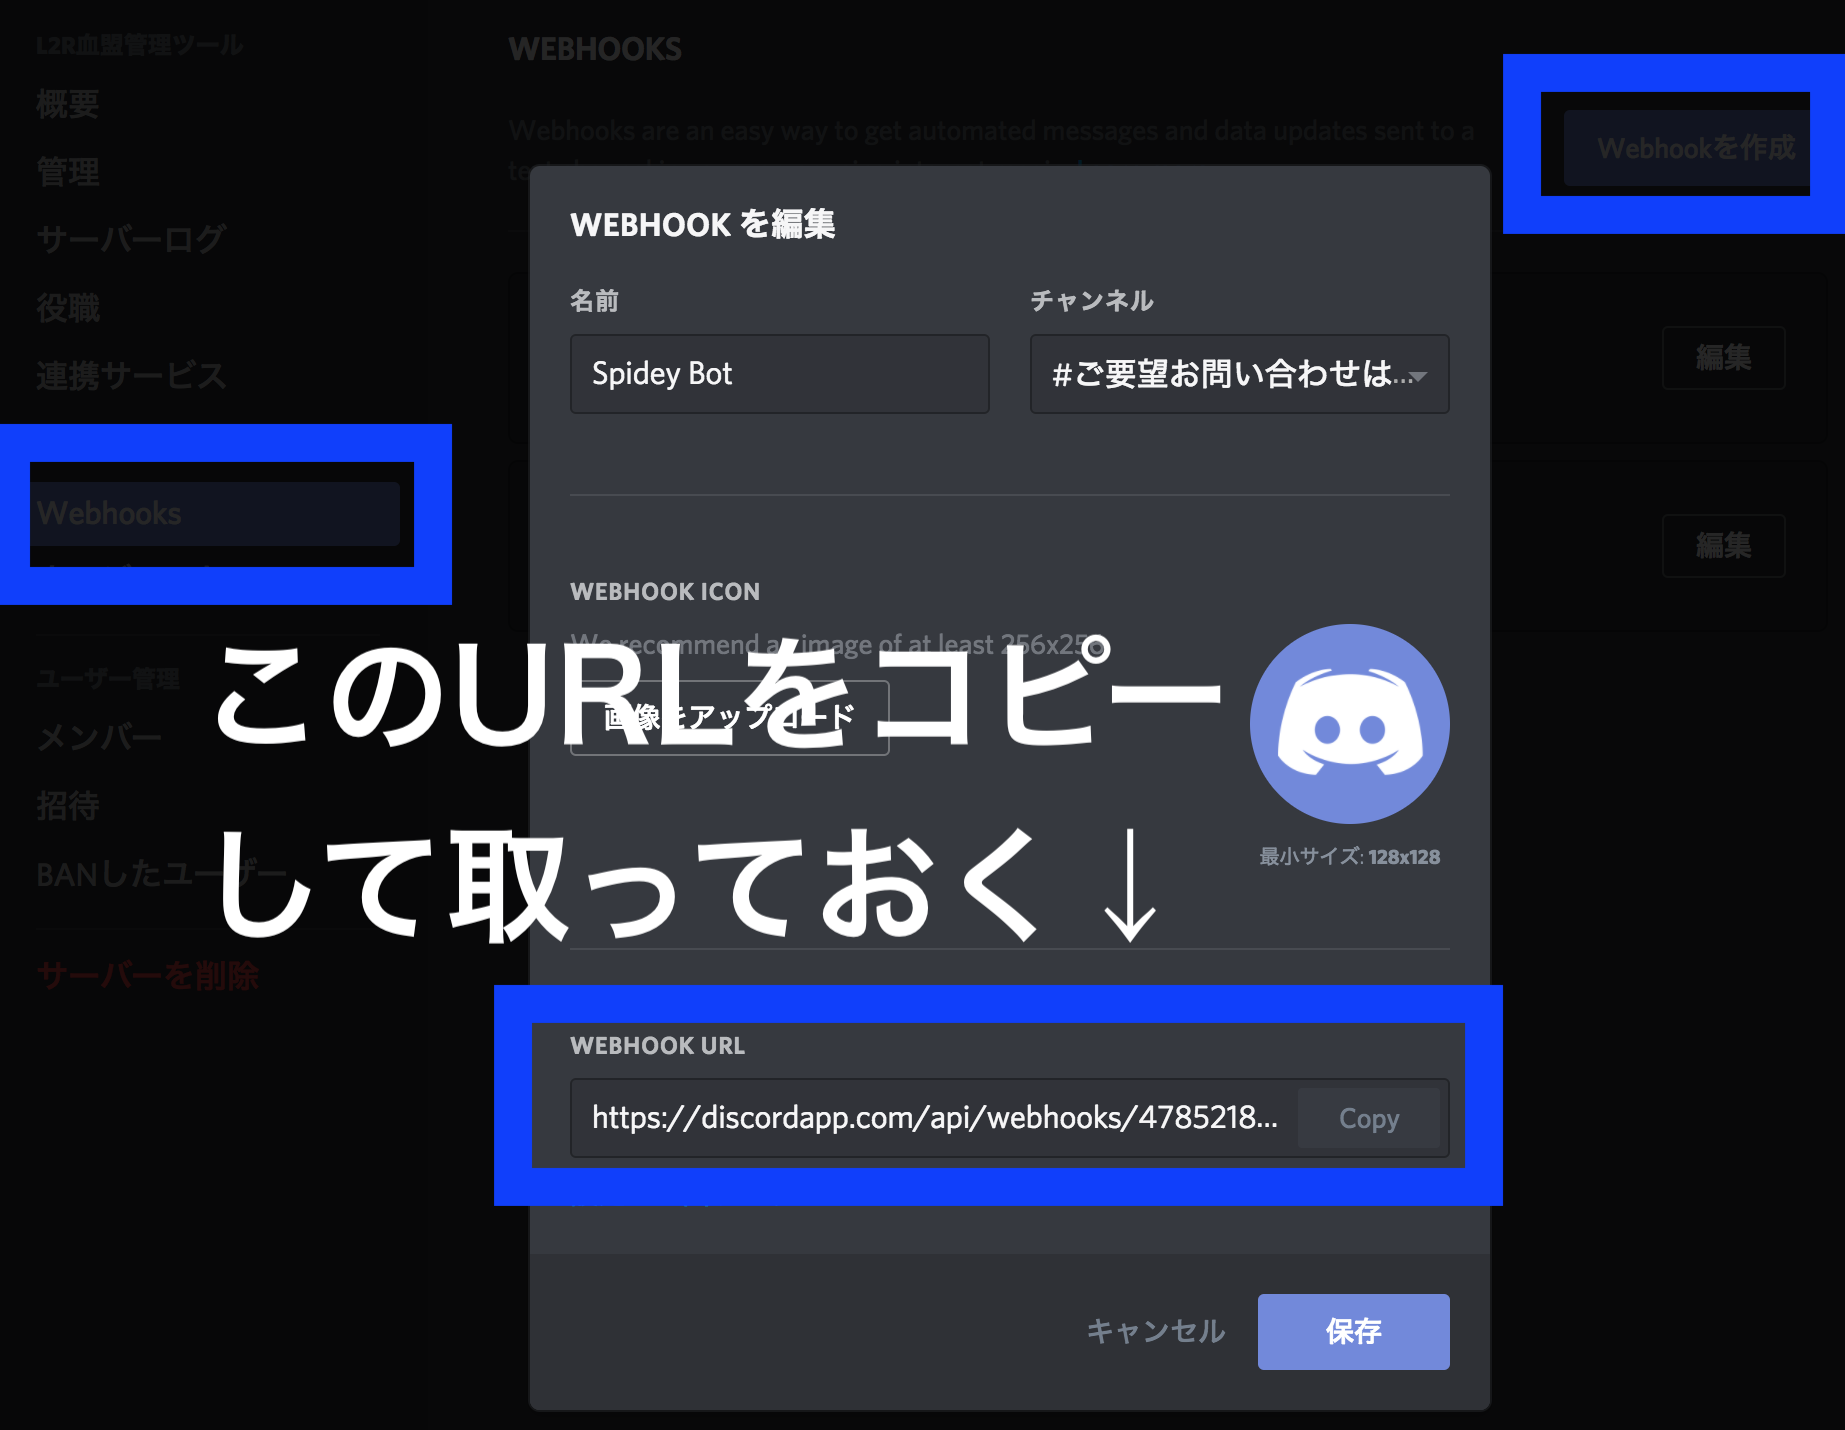 L2R血盟管理ツール
概要
管理
サーバーログ
役職
連携サービス
Webhooks
ユーザー管理
メンバー
招待
BANしたユーザー
サーバーを削除
WEBHOOKS
Webhooks are an easy way to get automated messages and data updates sent to a
Webhookを作成
編集
編集
WEBHOOK を編集
名前
チャンネル
Spidey Bot
#ご要望お問い合わせは...
WEBHOOK ICON
We recommend an image of at least 256x256
画像をアップロード
最小サイズ: 128x128
このURLをコピー
して取っておく↓
WEBHOOK URL
https://discordapp.com/api/webhooks/4785218...
Copy
キャンセル
保存